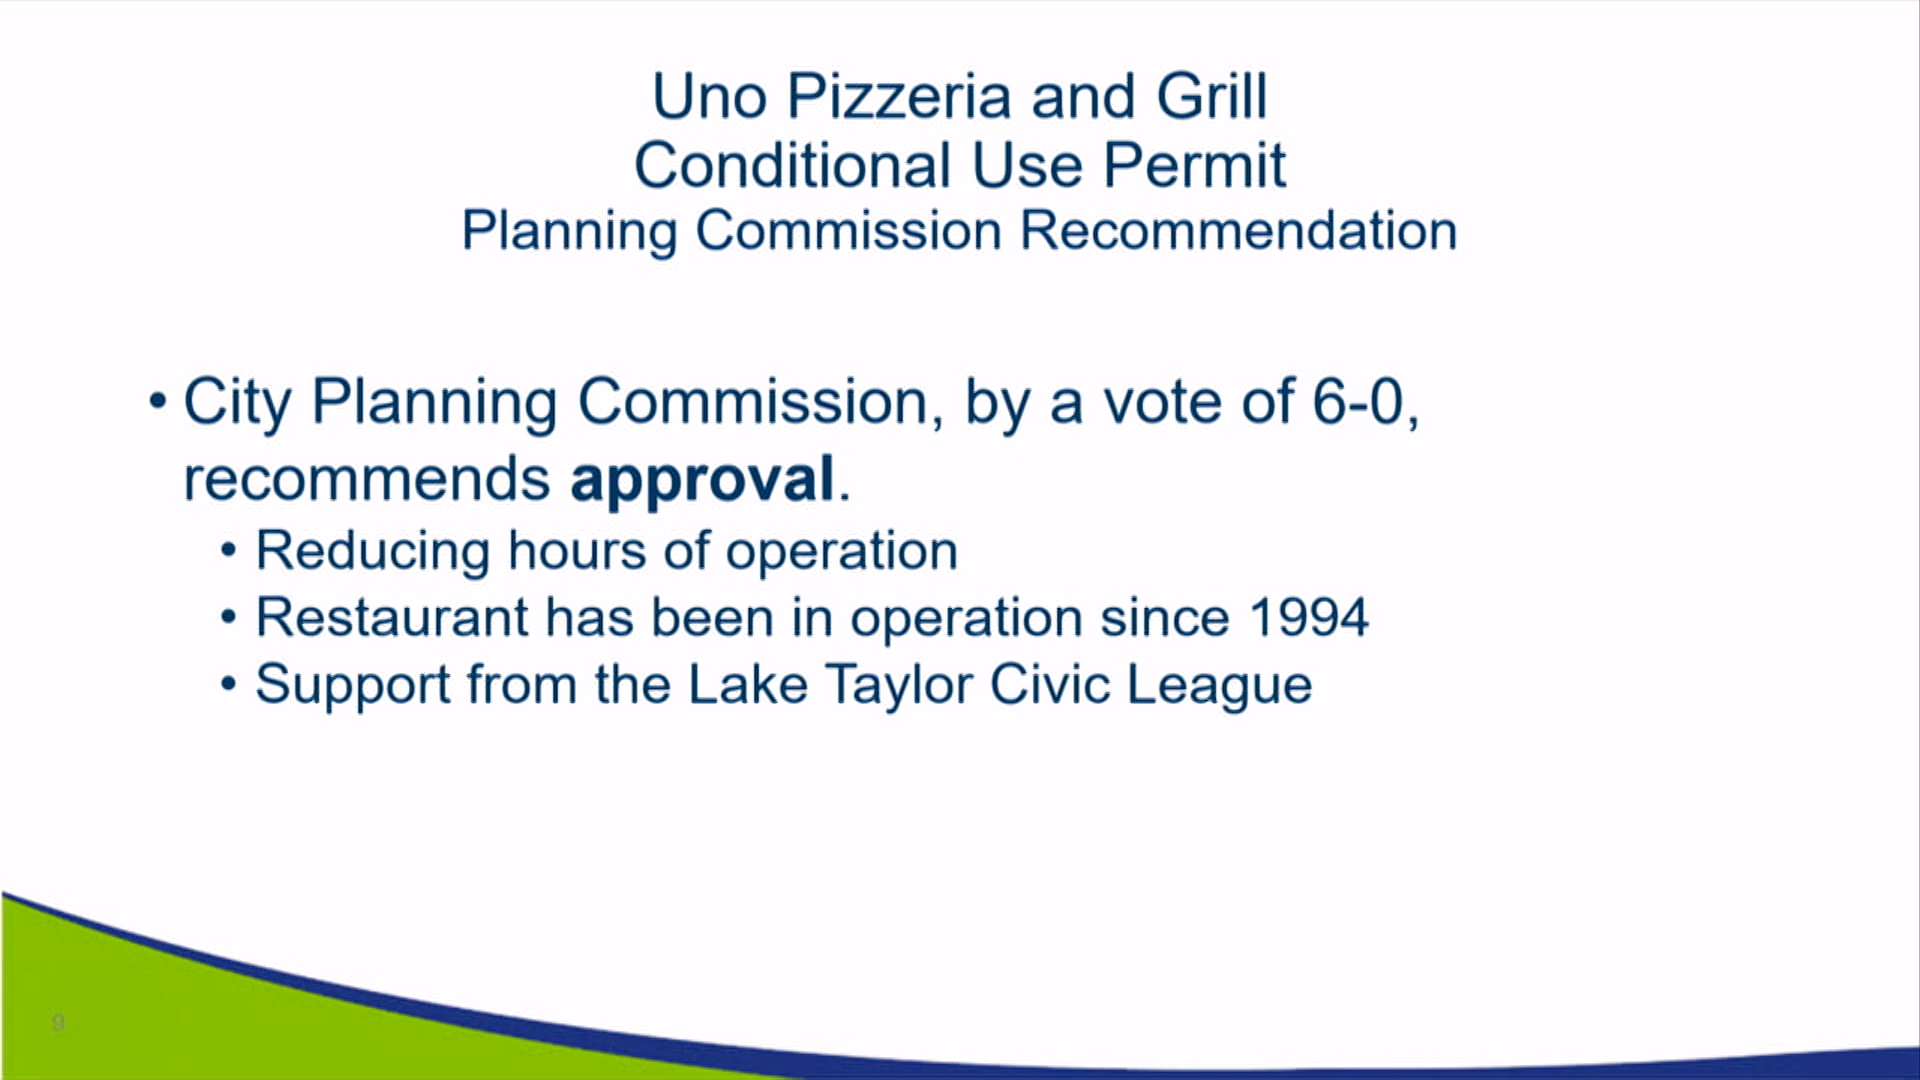 Uno Pizzeria and Grill
Conditional Use Permit
Planning Commission Recommendation
• City Planning Commission, by a vote of 6-0,
recommends approval.
• Reducing hours of operation
• Restaurant has been in operation since 1994
• Support from the Lake Taylor Civic League
9